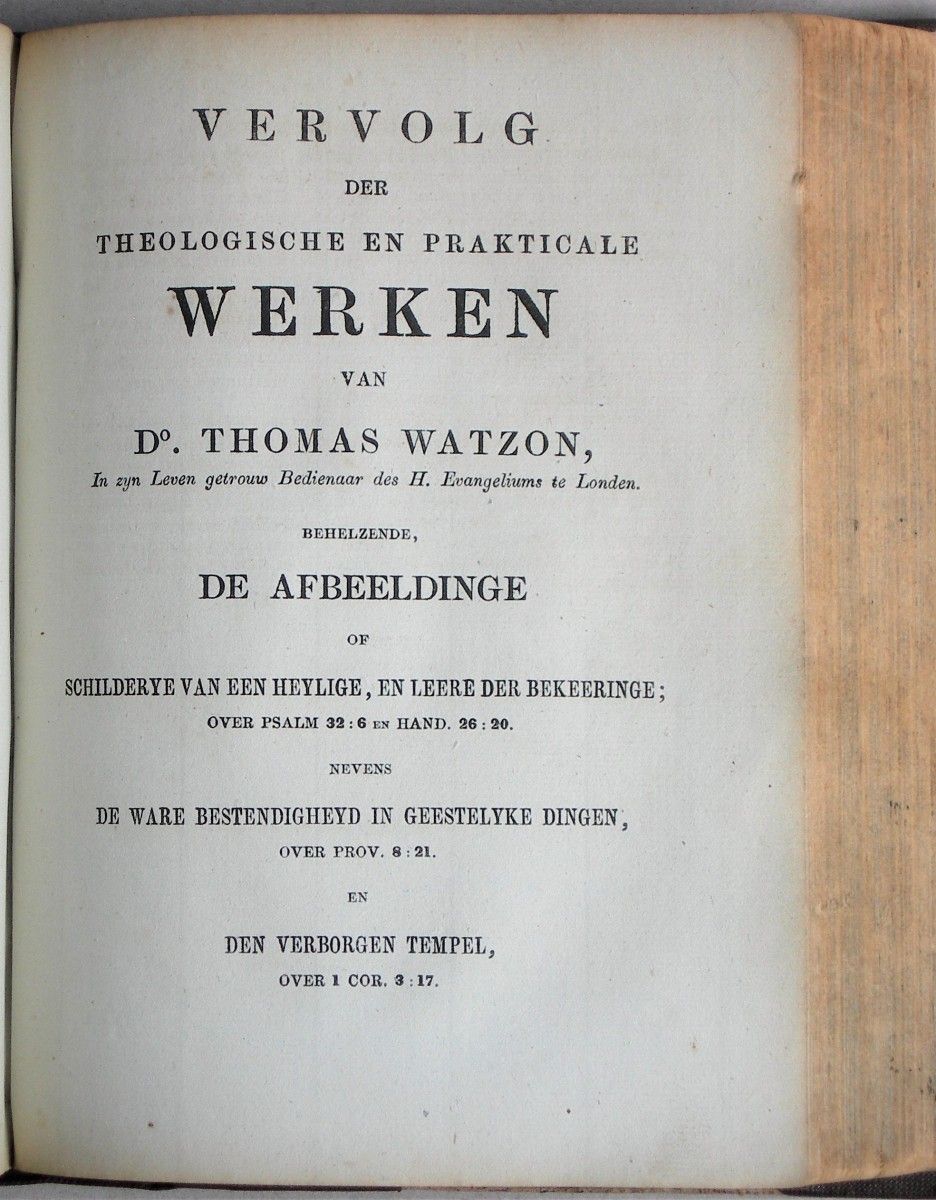 VERVOLG
DER
THEOLOGISCHE EN PRAKTICALE
WERKEN
VAN
Dº. THOMAS WATZON,
In zyn Leven getrouw Bedienaar des H. Evangeliums te Londen.
BEHELZENDE,
DE AFBEELDINGE
OF
SCHILDERYE VAN EEN HEYLIGE, EN LEERE DER BEKEERINGE;
OVER PSALM 32:6 EN HAND. 26:20.
NEVENS
DE WARE BESTENDIGHEYD IN GEESTELYKE DINGEN,
OVER PROV. 8:21.
EN
DEN VERBORGEN TEMPEL,
OVER 1 COR. 3:17.